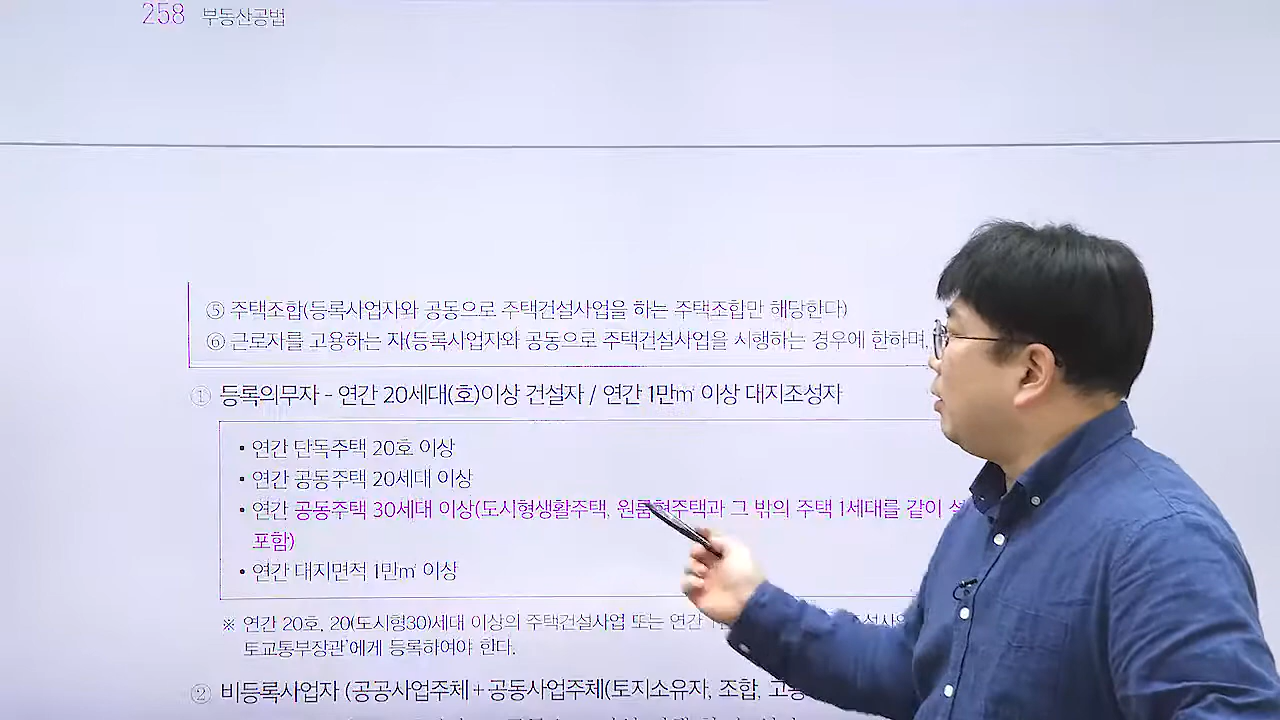 258 부동산공법
⑤ 주택조합(등록사업자와 공동으로 주택건설사업을 하는 주택조합만 해당한다)
⑥ 근로자를 고용하는 자(등록사업자와 공동으로 주택건설사업을 시행하는 경우에 한하며,
① 등록의무자 - 연간 20세대(호)이상 건설자 / 연간 1만㎡ 이상 대지조성자
• 연간 단독주택 20호 이상
• 연간 공동주택 20세대 이상
• 연간 공동주택 30세대 이상(도시형생활주택, 원룸형주택과 그 밖의 주택 1세대를 같이
포함)
• 연간 대지면적 1만㎡ 이상
※ 연간 20호, 20(도시형30)세대 이상의 주택건설사업 또는 연간
토교통부장관'에게 등록하여야 한다.
② 비등록사업자 (공공사업주체 + 공동사업주체(토지소유자, 조합,